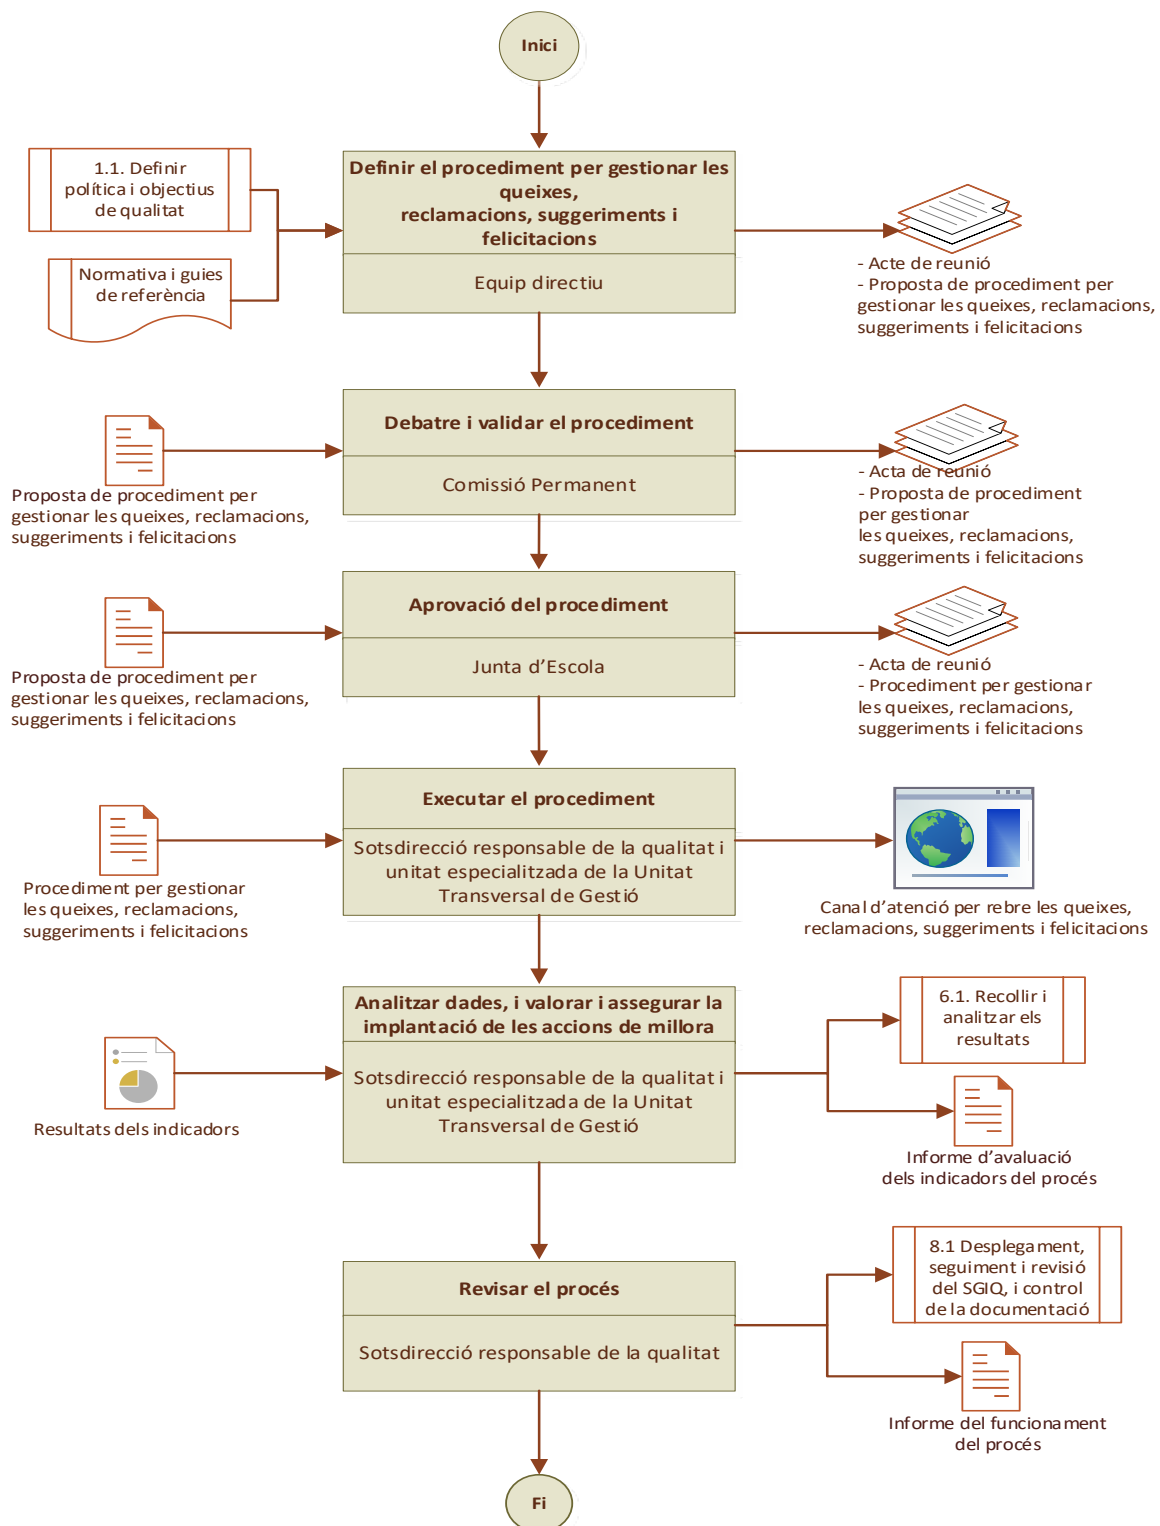 Inici
1.1. Definir
política i objectius
de qualitat
Normativa i guies
de referència
Definir el procediment per gestionar les
queixes,
reclamacions, suggeriments i
felicitacions
Equip directiu
- Acte de reunió
- Proposta de procediment per
gestionar les queixes, reclamacions,
suggeriments i felicitacions
Proposta de procediment per
gestionar les queixes, reclamacions,
suggeriments i felicitacions
Debatre i validar el procediment
Comissió Permanent
- Acta de reunió
- Proposta de procediment
per gestionar
les queixes, reclamacions,
suggeriments i felicitacions
Proposta de procediment per
gestionar les queixes, reclamacions,
suggeriments i felicitacions
Aprovació del procediment
Junta d’Escola
- Acta de reunió
- Procediment per gestionar
les queixes, reclamacions,
suggeriments i felicitacions
Procediment per gestionar
les queixes, reclamacions,
suggeriments i felicitacions
Executar el procediment
Sotsdirecció responsable de la qualitat i
unitat especialitzada de la Unitat
Transversal de Gestió
Canal d’atenció per rebre les queixes,
reclamacions, suggeriments i felicitacions
Resultats dels indicadors
Analitzar dades, i valorar i assegurar la
implantació de les accions de millora
Sotsdirecció responsable de la qualitat i
unitat especialitzada de la Unitat
Transversal de Gestió
6.1. Recollir i
analitzar els
resultats
Informe d’avaluació
dels indicadors del procés
Revisar el procés
Sotsdirecció responsable de la qualitat
8.1 Desplegament,
seguiment i revisió
del SGIQ, i control
de la documentació
Informe del funcionament
del procés
Fi